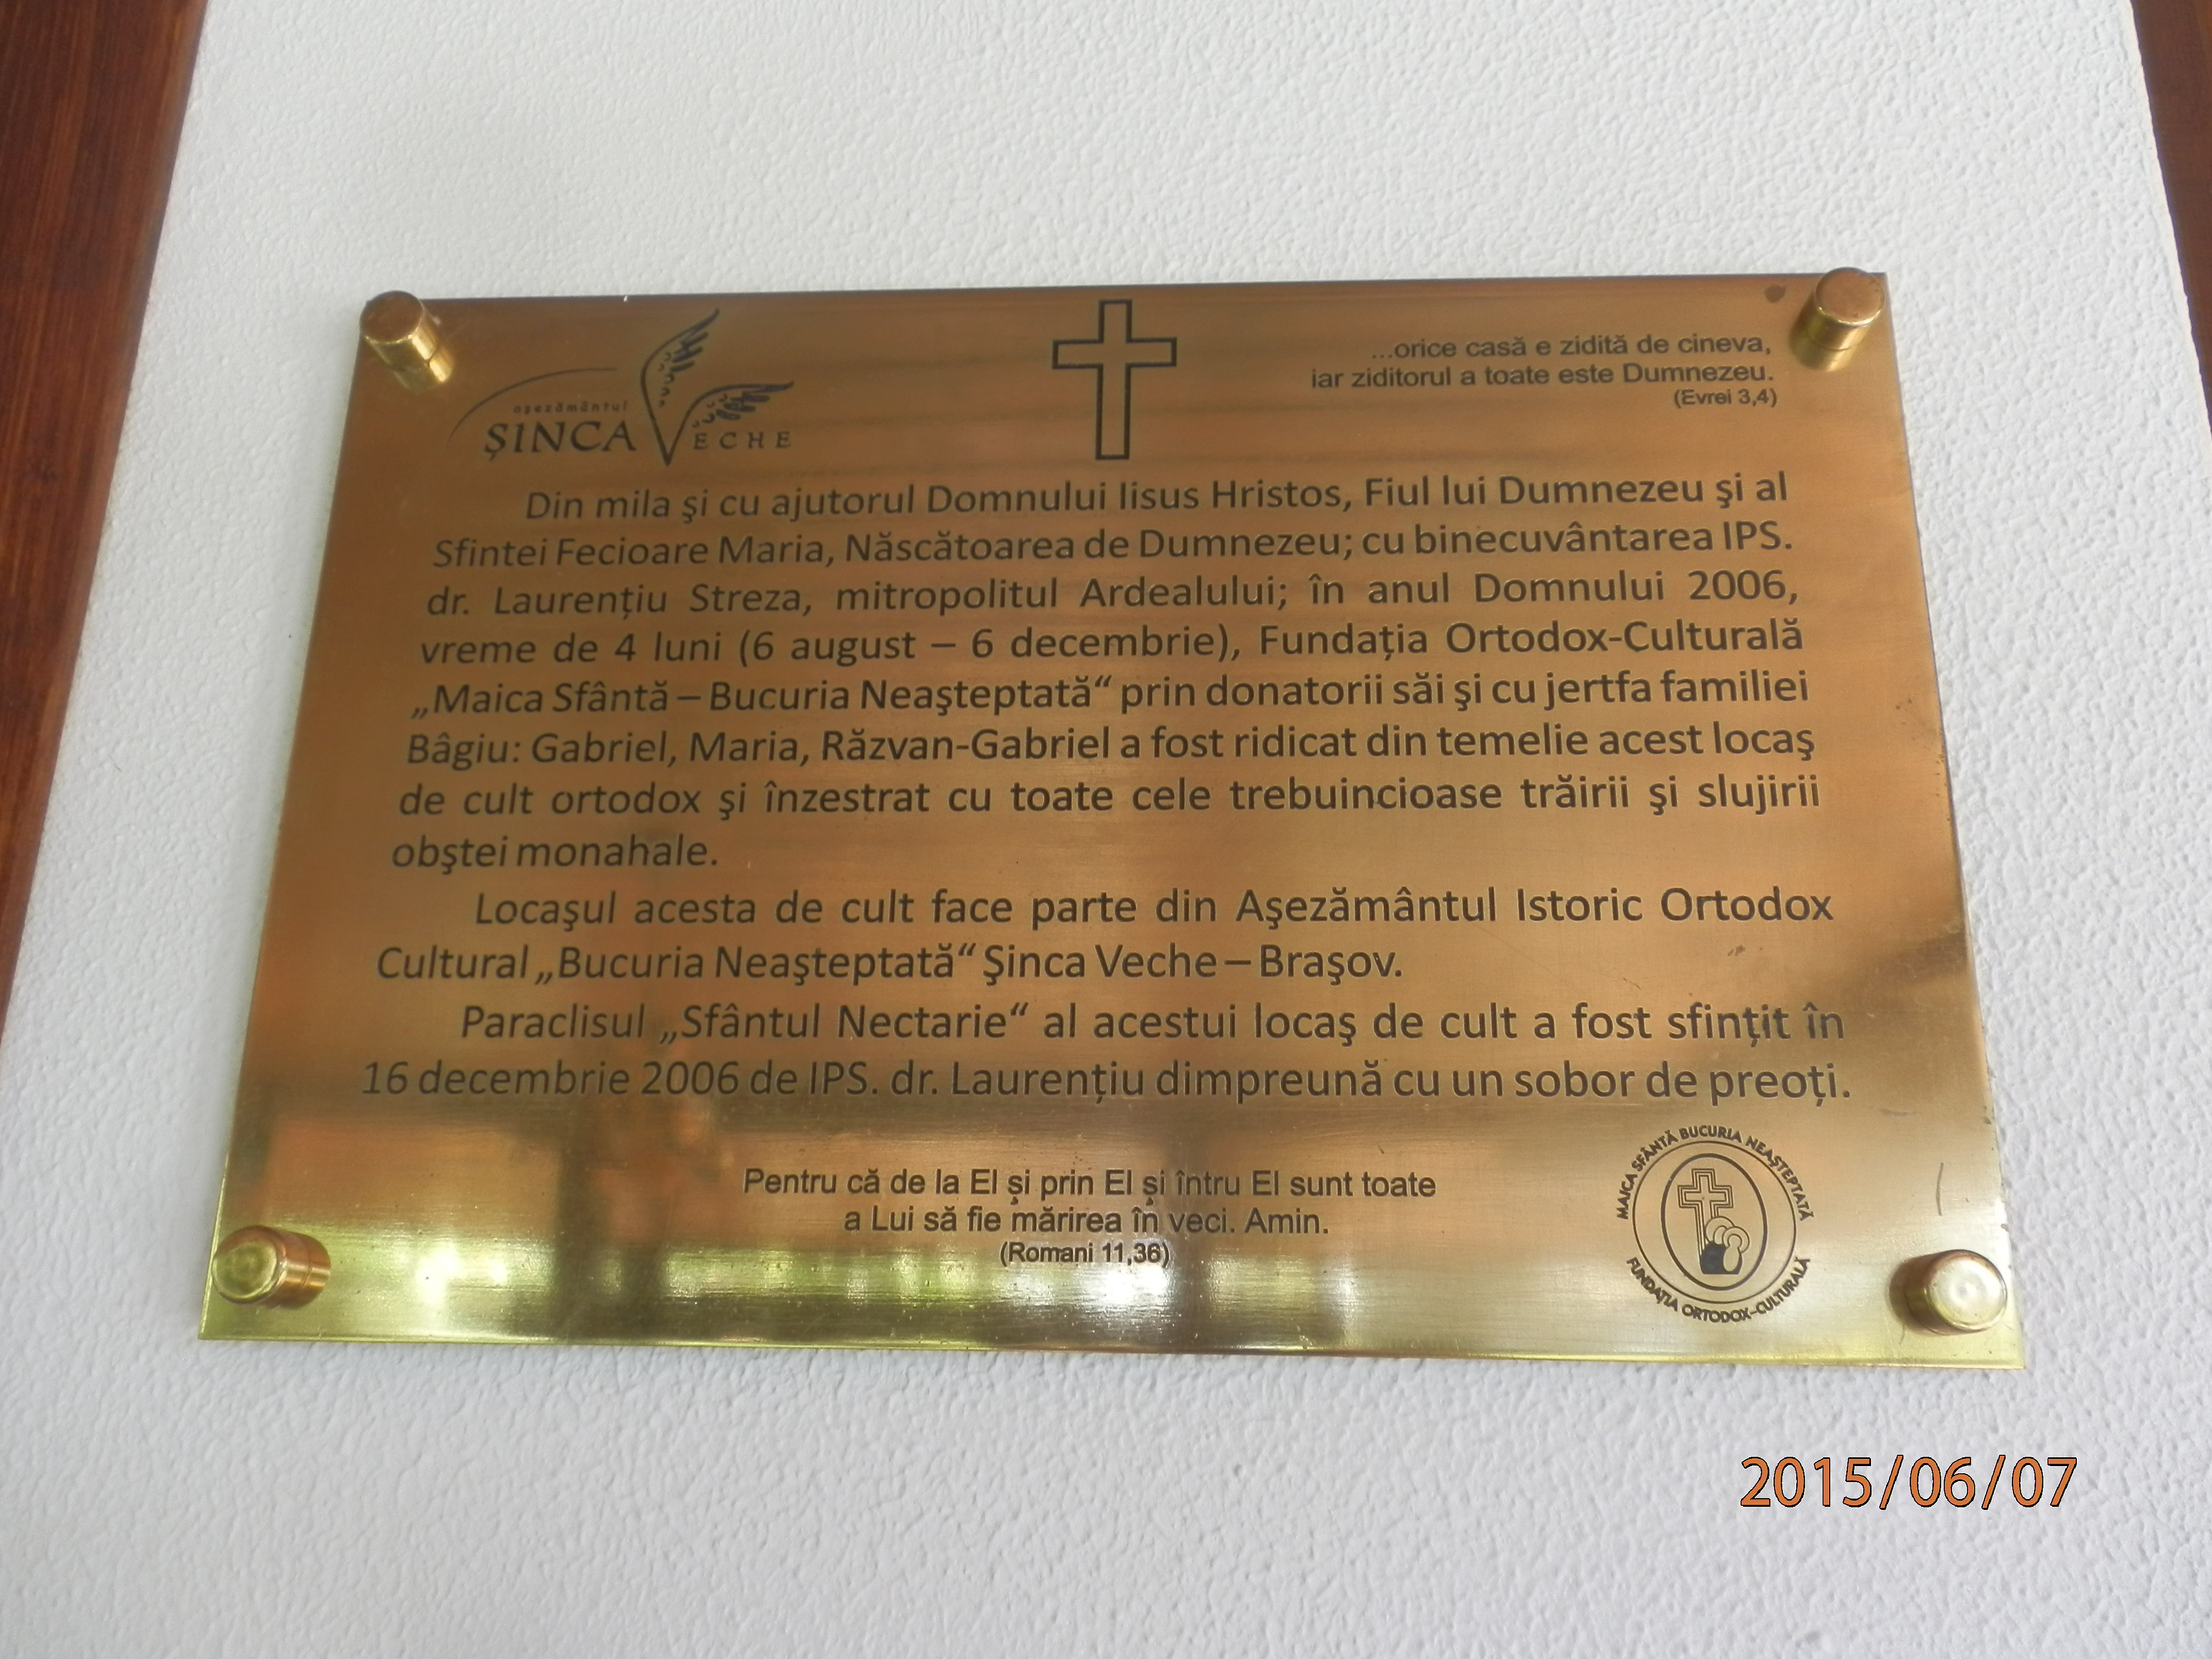 aşezământul
ŞINCA VECHE
...orice casă e zidită de cineva,
iar ziditorul a toate este Dumnezeu.
(Evrei 3,4)
Din mila şi cu ajutorul Domnului Iisus Hristos, Fiul lui Dumnezeu şi al
Sfintei Fecioare Maria, Născătoarea de Dumnezeu; cu binecuvântarea IPS.
dr. Laurenţiu Streza, mitropolitul Ardealului; în anul Domnului 2006,
vreme de 4 luni (6 august – 6 decembrie), Fundaţia Ortodox-Culturală
„Maica Sfântă – Bucuria Neaşteptată“ prin donatorii săi şi cu jertfa familiei
Bâgiu: Gabriel, Maria, Răzvan-Gabriel a fost ridicat din temelie acest locaş
de cult ortodox şi înzestrat cu toate cele trebuincioase trăirii şi slujirii
obştei monahale.
Locaşul acesta de cult face parte din Aşezământul Istoric Ortodox
Cultural „Bucuria Neaşteptată“ Şinca Veche – Braşov.
Paraclisul „Sfântul Nectarie“ al acestui locaş de cult a fost sfinţit în
16 decembrie 2006 de IPS. dr. Laurenţiu dimpreună cu un sobor de preoţi.
Pentru că de la El şi prin El şi întru El sunt toate
a Lui să fie mărirea în veci. Amin.
(Romani 11,36)
MAICA SFÂNTĂ BUCURIA NEAŞTEPTATĂ
FUNDAŢIA ORTODOX-CULTURALĂ
2015/06/07